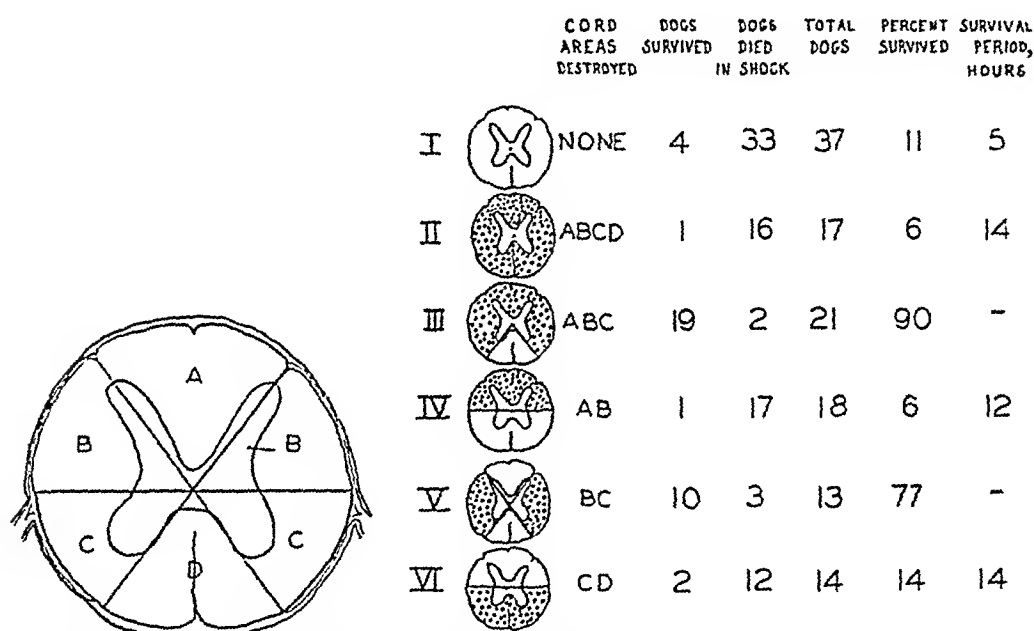 CORD DOGS DOGS TOTAL PERCENT SURVIVAL
AREAS SURVIVED DIED DOGS SURVIVED PERIOD,
DESTROYED IN SHOCK HOURS
I NONE 4 33 37 11 5
II ABCD 1 16 17 6 14
III ABC 19 2 21 90 -
IV AB 1 17 18 6 12
V BC 10 3 13 77 -
VI CD 2 12 14 14 14
A
B B
C C
D